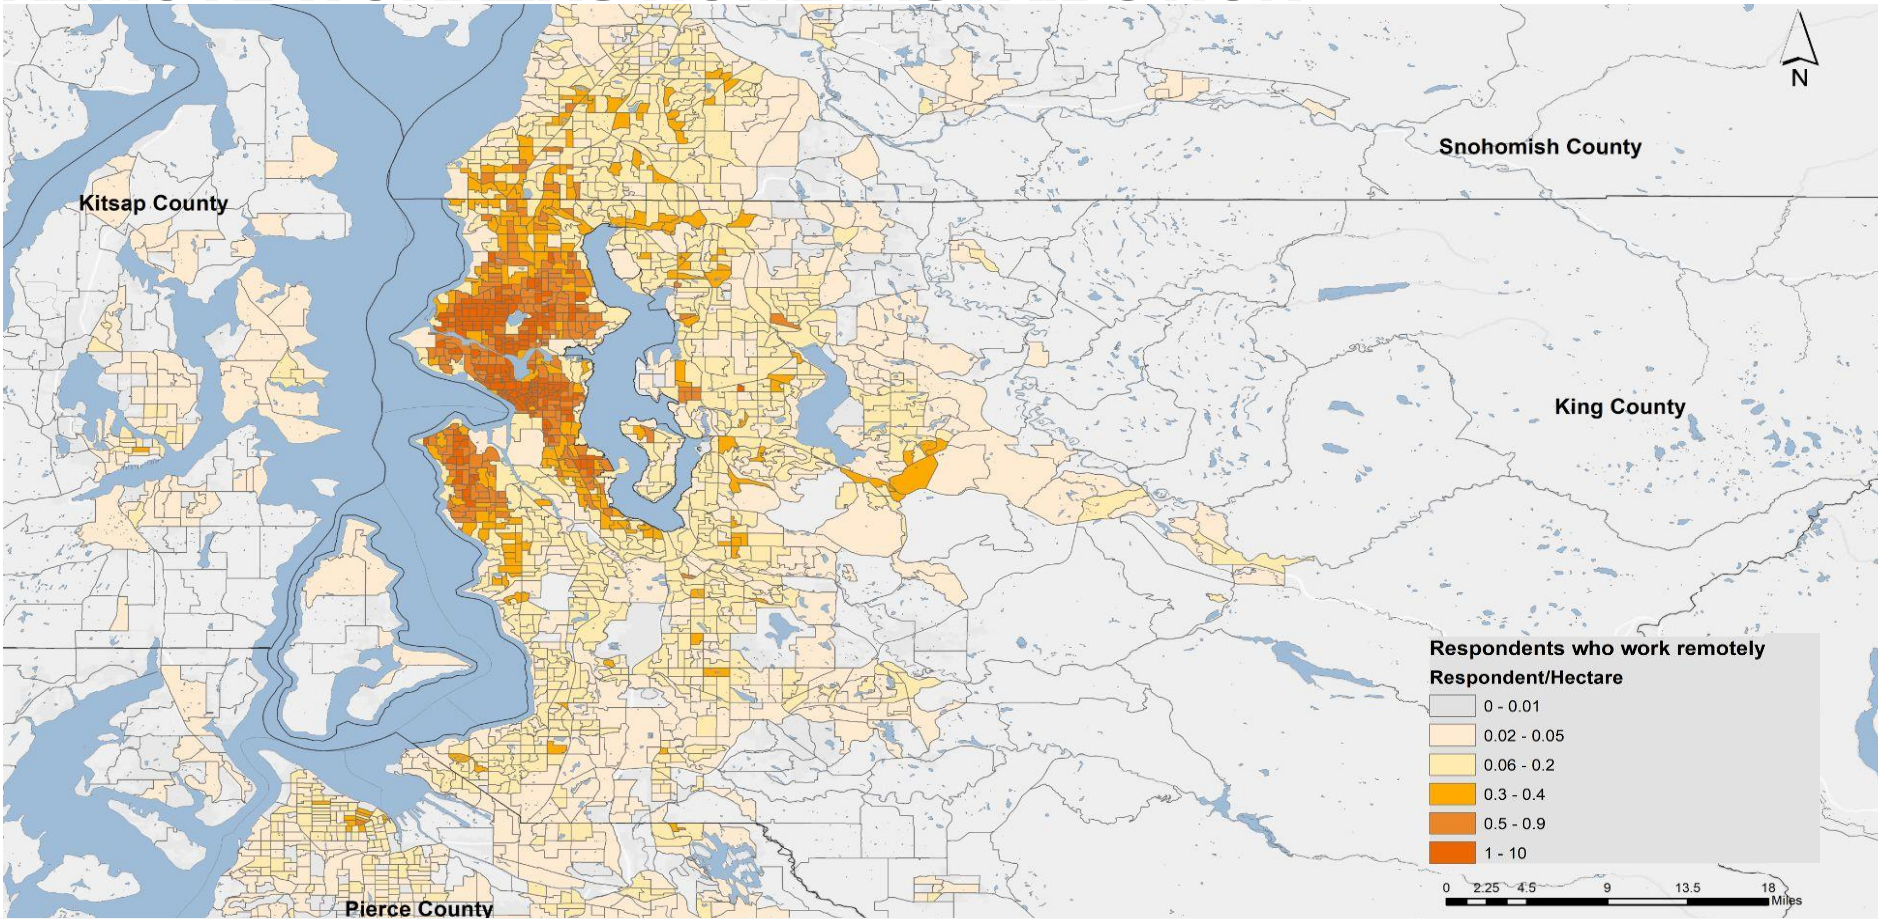 N
Snohomish County
Kitsap County
King County
Respondents who work remotely
Respondent/Hectare
0 - 0.01
0.02 - 0.05
0.06 - 0.2
0.3 - 0.4
0.5 - 0.9
1 - 10
0 2.25 4.5 9 13.5 18
Miles
Pierce County